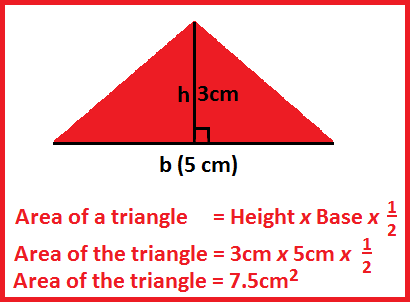 h 3cm
b (5 cm)
Area of a triangle = Height x Base x 1/2
Area of the triangle = 3cm x 5cm x 1/2
Area of the triangle = 7.5cm²